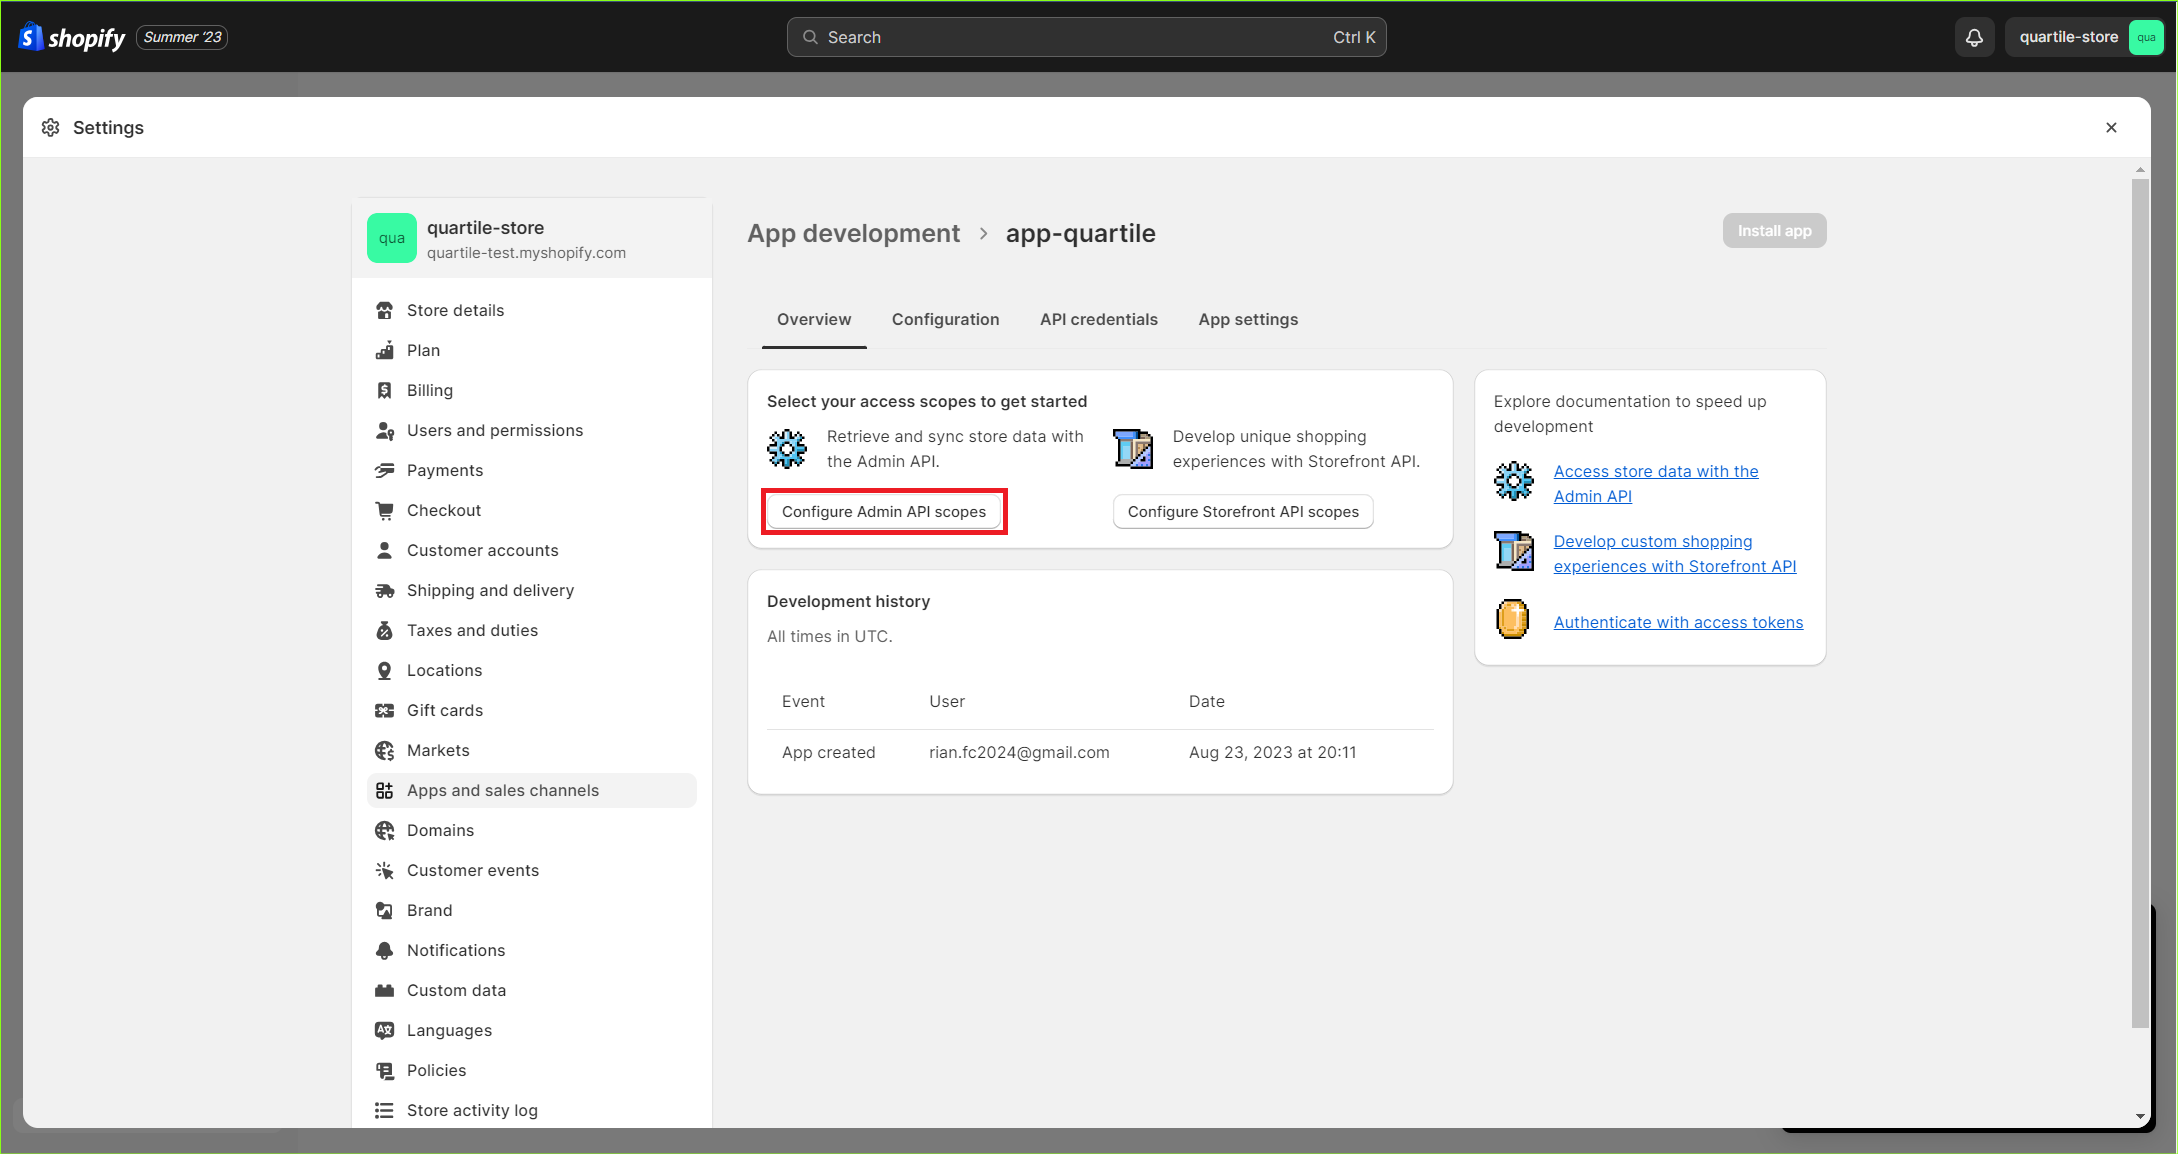 shopify Summer '23
Search Ctrl K
quartile-store qua
Settings
qua quartile-store
quartile-test.myshopify.com
Store details
Plan
Billing
Users and permissions
Payments
Checkout
Customer accounts
Shipping and delivery
Taxes and duties
Locations
Gift cards
Markets
Apps and sales channels
Domains
Customer events
Brand
Notifications
Custom data
Languages
Policies
Store activity log
App development > app-quartile
Install app
Overview Configuration API credentials App settings
Select your access scopes to get started
Retrieve and sync store data with
the Admin API.
Configure Admin API scopes
Develop unique shopping
experiences with Storefront API.
Configure Storefront API scopes
Development history
All times in UTC.
Event User Date
App created rian.fc2024@gmail.com Aug 23, 2023 at 20:11
Explore documentation to speed up
development
Access store data with the
Admin API
Develop custom shopping
experiences with Storefront API
Authenticate with access tokens